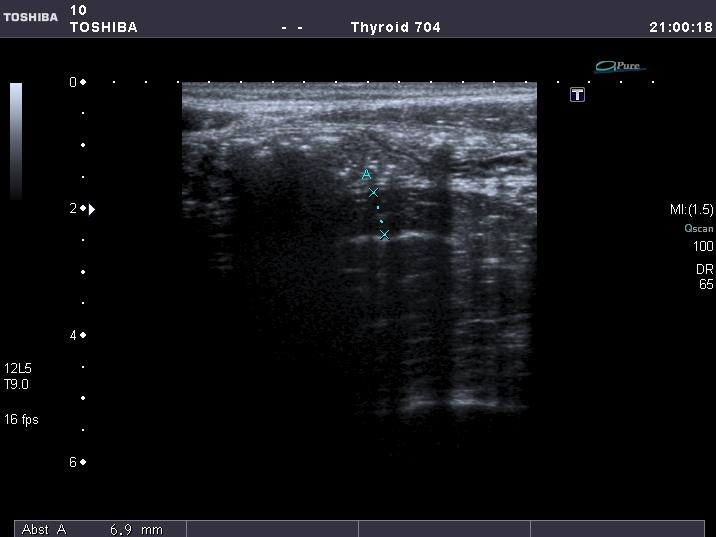 TOSHIBA
10
TOSHIBA
- -
Thyroid 704
21:00:18
APure
T
0
A
2
MI:(1.5)
Qscan
100
DR
65
4
12L5
T9.0
16 fps
6
Abst A 6.9 mm